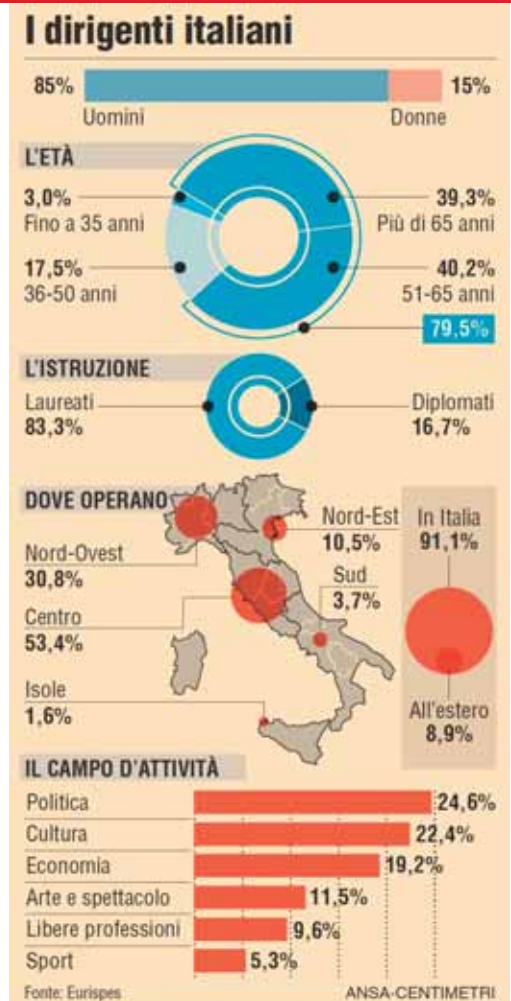 I dirigenti italiani
85%
15%
Uomini
Donne
L'ETÀ
3,0%
Fino a 35 anni
39,3%
Più di 65 anni
17,5%
36-50 anni
40,2%
51-65 anni
79,5%
L'ISTRUZIONE
Laureati
83,3%
Diplomati
16,7%
DOVE OPERANO
Nord-Ovest
30,8%
Nord-Est
10,5%
Centro
53,4%
Sud
3,7%
Isole
1,6%
In Italia
91,1%
All'estero
8,9%
IL CAMPO D'ATTIVITÀ
Politica 24,6%
Cultura 22,4%
Economia 19,2%
Arte e spettacolo 11,5%
Libere professioni 9,6%
Sport 5,3%
Fonte: Eurispes ANSA-CENTIMETRI